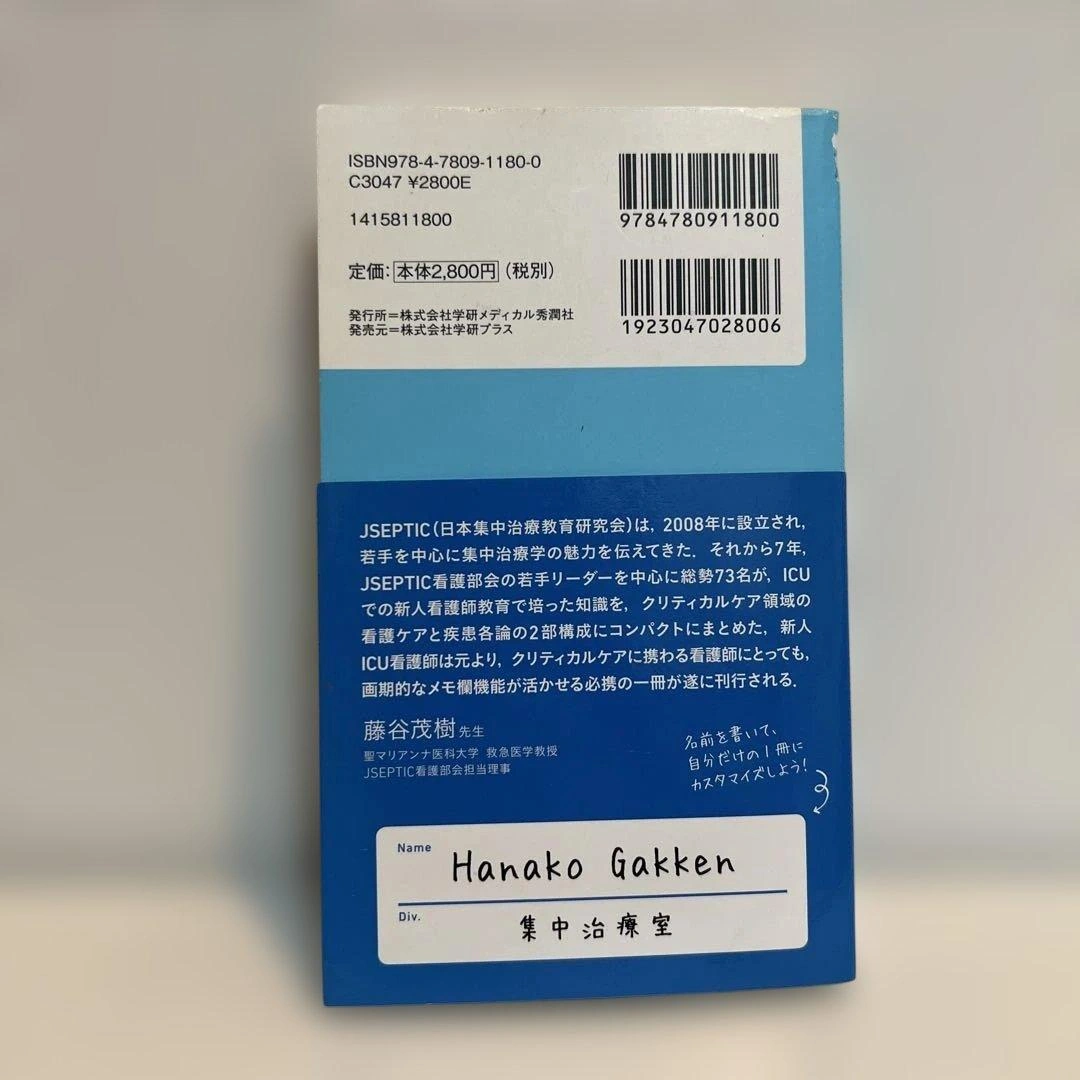 ISBN978-4-7809-1180-0
C3047 ¥2800E
1415811800
定価:本体2,800円(税別)
発行所=株式会社学研メディカル秀潤社
発売元=株式会社学研プラス
9784780911800
1923047028006
JSEPTIC(日本集中治療教育研究会)は,2008年に設立され,
若手を中心に集中治療学の魅力を伝えてきた.それから7年,
JSEPTIC看護部会の若手リーダーを中心に総勢73名が,ICU
での新人看護師教育で培った知識を,クリティカルケア領域の
看護ケアと疾患各論の2部構成にコンパクトにまとめた,新人
ICU看護師は元より,クリティカルケアに携わる看護師にとっても,
画期的なメモ欄機能が活かせる必携の一冊が遂に刊行される.
藤谷茂樹先生
聖マリアンナ医科大学 救急医学教授
JSEPTIC看護部会担当理事
名前を書いて、
自分だけの1冊に
カスタマイズしよう!
Name
Hanako Gakken
Div.
集中治療室